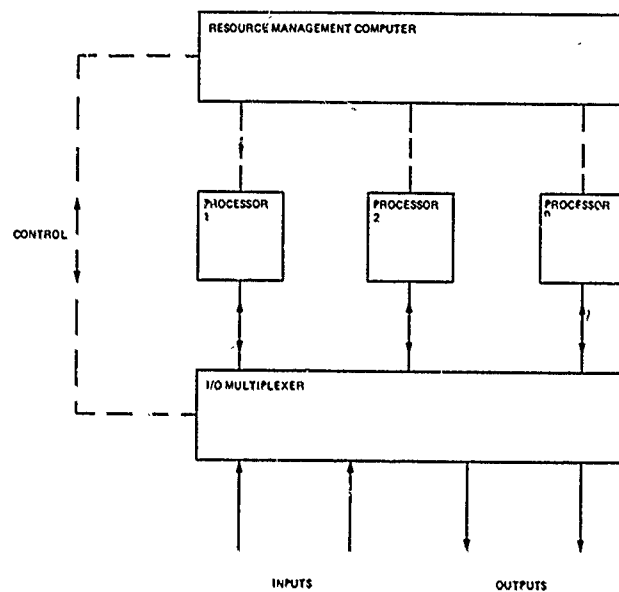 RESOURCE MANAGEMENT COMPUTER
PROCESSOR
1
PROCESSOR
2
PROCESSOR
n
CONTROL
I/O MULTIPLEXER
INPUTS
OUTPUTS